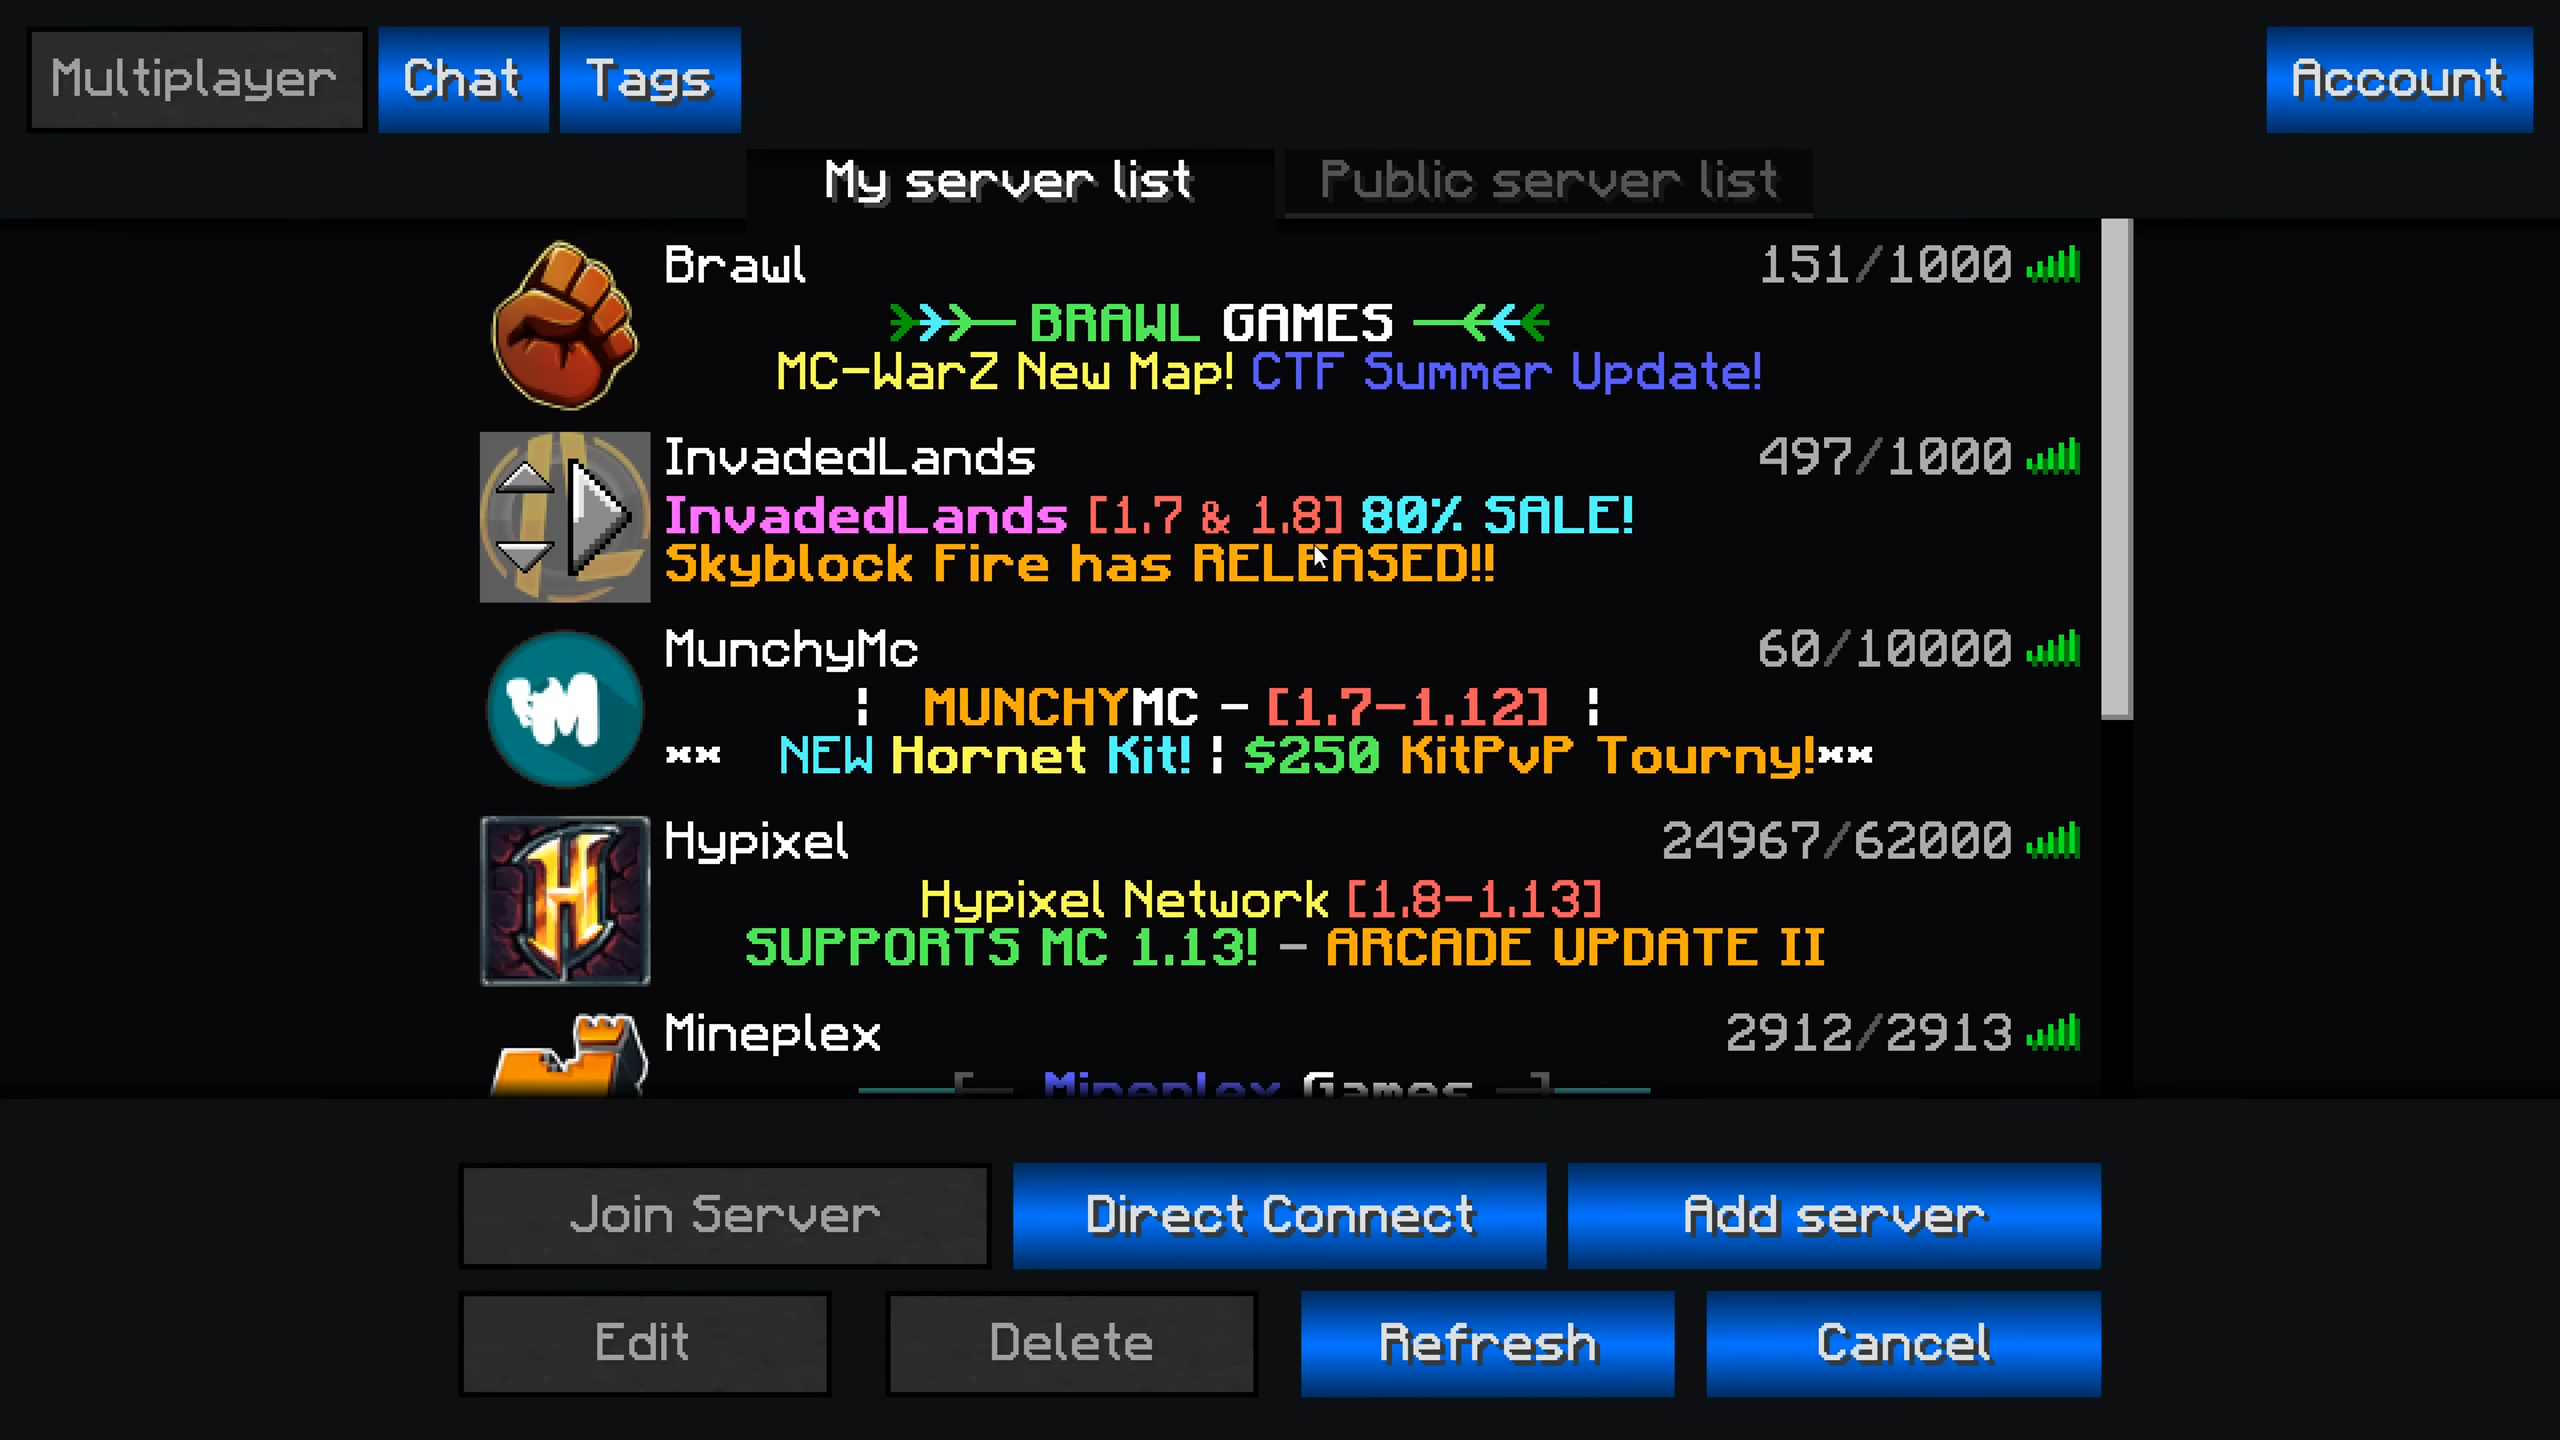 Multiplayer Chat Tags Account
My server list Public server list
Brawl 151/1000
BRAWL GAMES
MC-WarZ New Map! CTF Summer Update!
InvadedLands 497/1000
InvadedLands [1.7 & 1.8] 80% SALE!
Skyblock Fire has RELEASED!!
MunchyMc 60/10000
M
¦ MUNCHYMC - [1.7-1.12] ¦
** NEW Hornet Kit! ¦ $250 KitPvP Tourny!**
Hypixel 24967/62000
H
Hypixel Network [1.8-1.13]
SUPPORTS MC 1.13! - ARCADE UPDATE II
Mineplex 2912/2913
[ Mineplex Games ]
Join Server Direct Connect Add server
Edit Delete Refresh Cancel